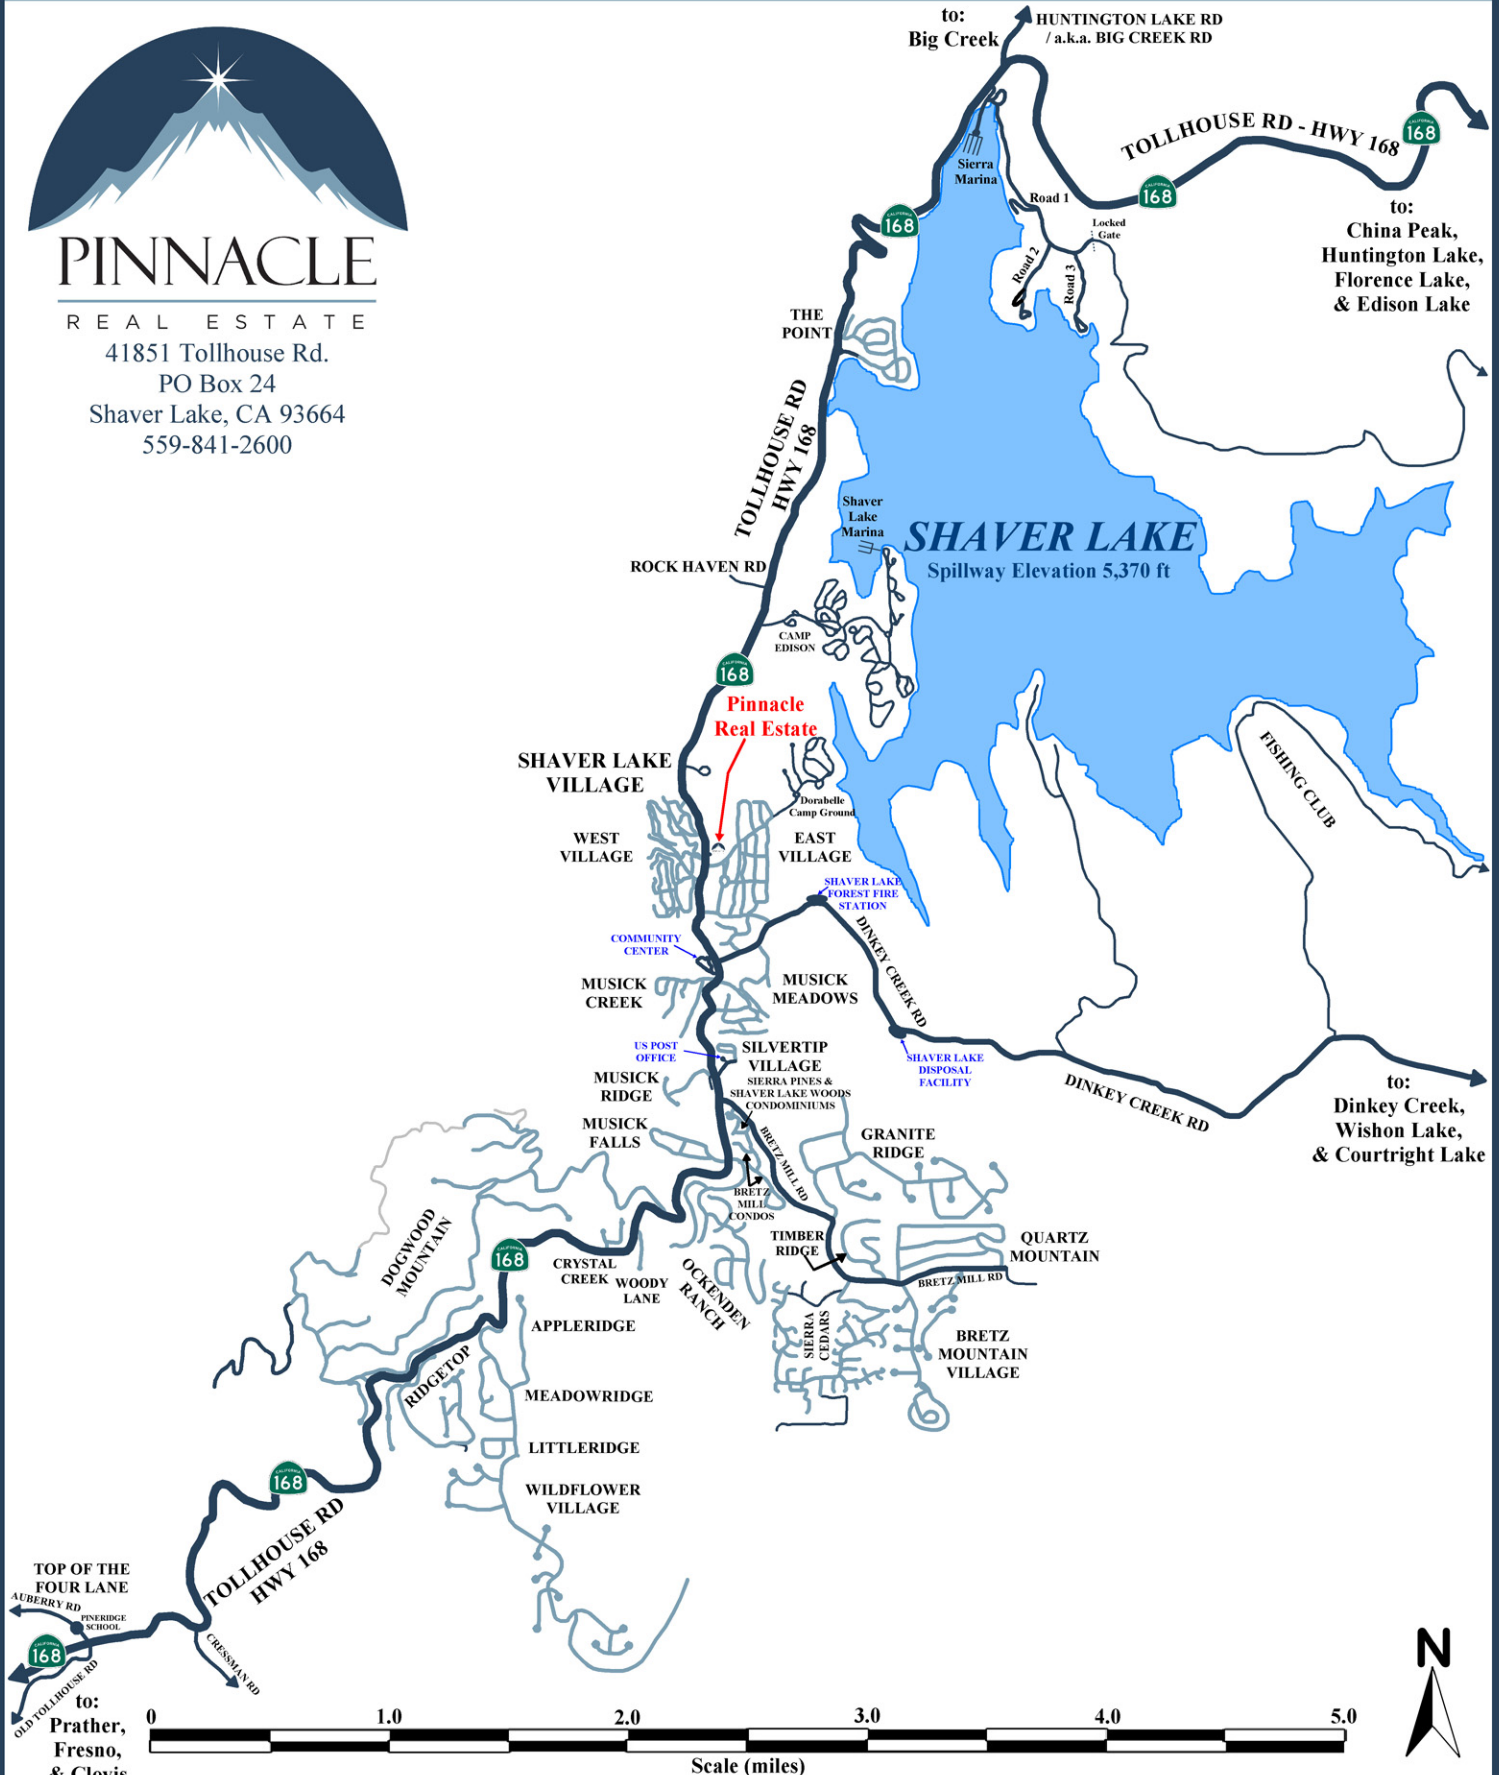 to:
Big Creek
HUNTINGTON LAKE RD
/ a.k.a. BIG CREEK RD
PINNACLE
REAL ESTATE
41851 Tollhouse Rd.
PO Box 24
Shaver Lake, CA 93664
559-841-2600
TOLLHOUSE RD - HWY 168
CALIFORNIA
168
CALIFORNIA
168
CALIFORNIA
168
to:
China Peak,
Huntington Lake,
Florence Lake,
& Edison Lake
Sierra
Marina
Road 1
Locked
Gate
Road 2
Road 3
THE
POINT
TOLLHOUSE RD
HWY 168
Shaver
Lake
Marina
SHAVER LAKE
Spillway Elevation 5,370 ft
ROCK HAVEN RD
CAMP
EDISON
CALIFORNIA
168
Pinnacle
Real Estate
SHAVER LAKE
VILLAGE
FISHING CLUB
Dorabelle
Camp Ground
WEST
VILLAGE
EAST
VILLAGE
SHAVER LAKE
FOREST FIRE
STATION
COMMUNITY
CENTER
DINKEY CREEK RD
MUSICK
CREEK
MUSICK
MEADOWS
US POST
OFFICE
SILVERTIP
VILLAGE
SHAVER LAKE
DISPOSAL
FACILITY
MUSICK
RIDGE
SIERRA PINES &
SHAVER LAKE WOODS
CONDOMINIUMS
DINKEY CREEK RD
to:
Dinkey Creek,
Wishon Lake,
& Courtright Lake
MUSICK
FALLS
BRETZ MILL RD
GRANITE
RIDGE
BRETZ
MILL
CONDOS
DOGWOOD
MOUNTAIN
TIMBER
RIDGE
QUARTZ
MOUNTAIN
CALIFORNIA
168
CRYSTAL
CREEK
WOODY
LANE
OCKENDEN
RANCH
BRETZ MILL RD
APPLERIDGE
SIERRA
CEDARS
BRETZ
MOUNTAIN
VILLAGE
RIDGETOP
MEADOWRIDGE
LITTLERIDGE
CALIFORNIA
168
WILDFLOWER
VILLAGE
TOLLHOUSE RD
HWY 168
TOP OF THE
FOUR LANE
AUBERRY RD
PINERIDGE
SCHOOL
CALIFORNIA
168
CRESSMAN RD
OLD TOLLHOUSE RD
to:
Prather,
Fresno,
& Clovis
N
0 1.0 2.0 3.0 4.0 5.0
Scale (miles)